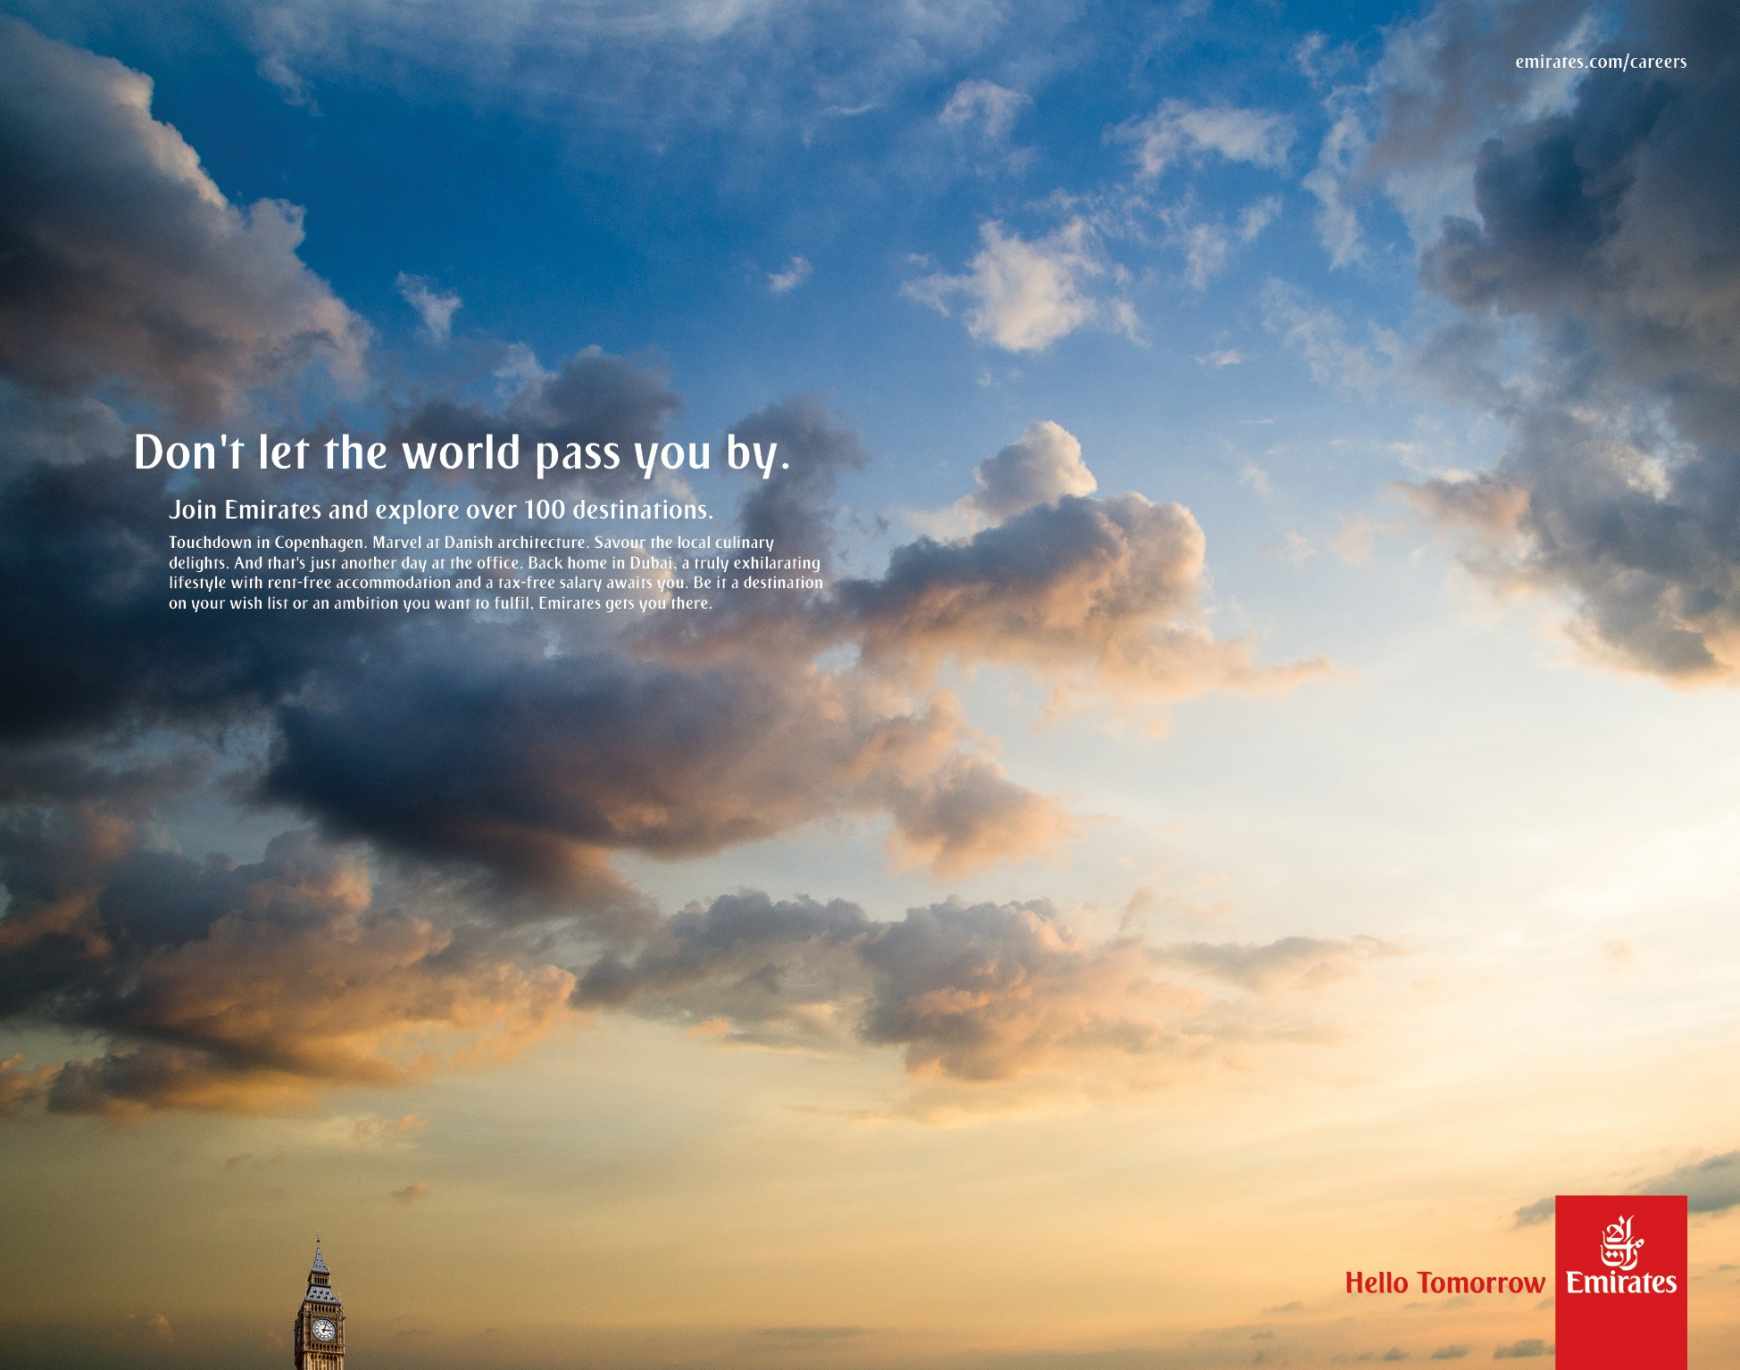 emirates.com/careers
Don't let the world pass you by.
Join Emirates and explore over 100 destinations.
Touchdown in Copenhagen. Marvel at Danish architecture. Savour the local culinary
delights. And that's just another day at the office. Back home in Dubai, a truly exhilarating
lifestyle with rent-free accommodation and a tax-free salary awaits you. Be it a destination
on your wish list or an ambition you want to fulfil, Emirates gets you there.
Hello Tomorrow
Emirates